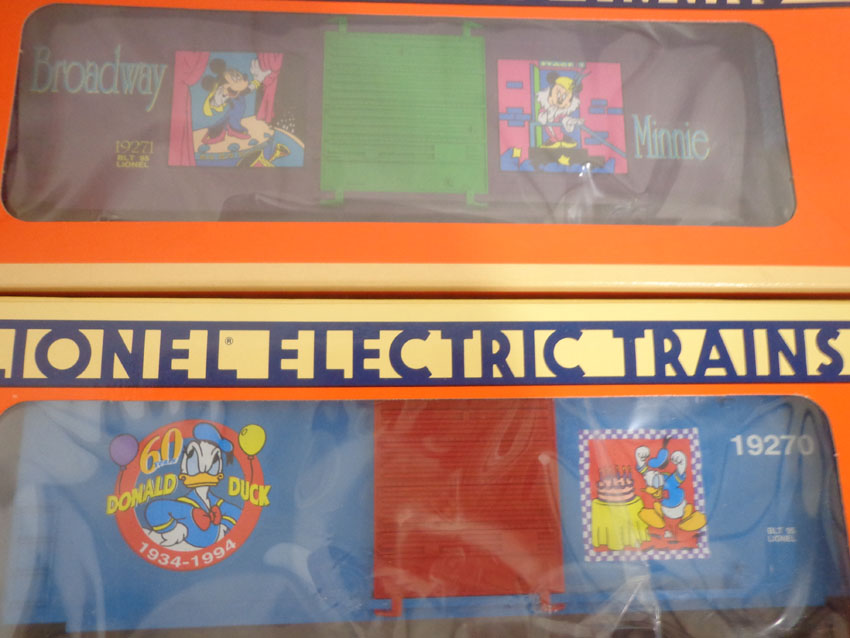 Broadway
19271
BLT 95
LIONEL
STAGE 1
Minnie
LIONEL® ELECTRIC TRAINS
60
DONALD DUCK
1934-1994
19270
BLT 95
LIONEL